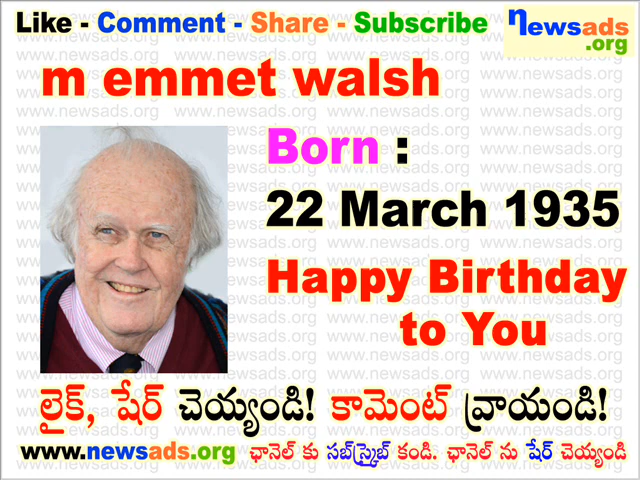 Like - Comment - Share - Subscribe
newsads
.org
m emmet walsh
Born :
22 March 1935
Happy Birthday
to You
లైక్, షేర్ చెయ్యండి! కామెంట్ వ్రాయండి!
www.newsads.org ఛానెల్ కు సబ్‌స్క్రైబ్ కండి. ఛానెల్ ను షేర్ చెయ్యండి